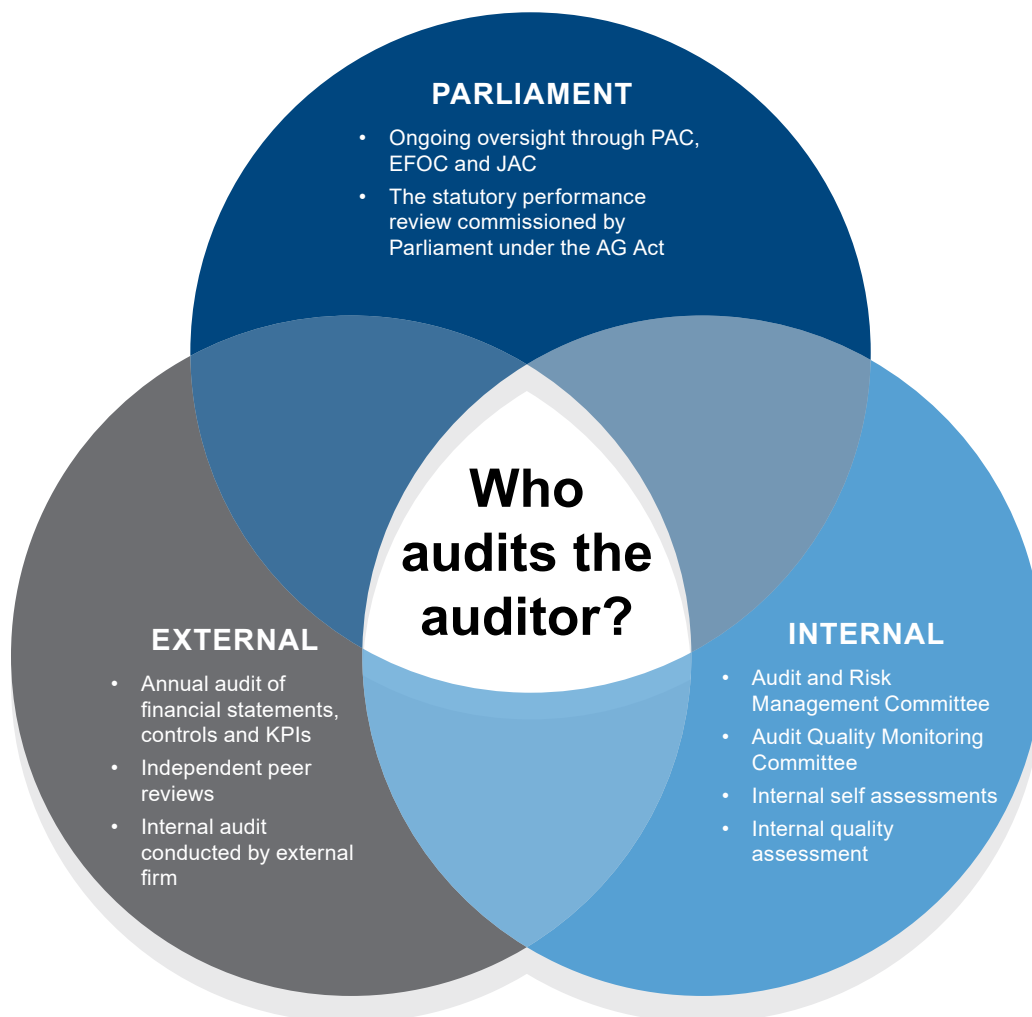 PARLIAMENT
• Ongoing oversight through PAC,
EFOC and JAC
• The statutory performance
review commissioned by
Parliament under the AG Act
Who
audits the
auditor?
EXTERNAL
• Annual audit of
financial statements,
controls and KPIs
• Independent peer
reviews
• Internal audit
conducted by external
firm
INTERNAL
• Audit and Risk
Management Committee
• Audit Quality Monitoring
Committee
• Internal self assessments
• Internal quality
assessment